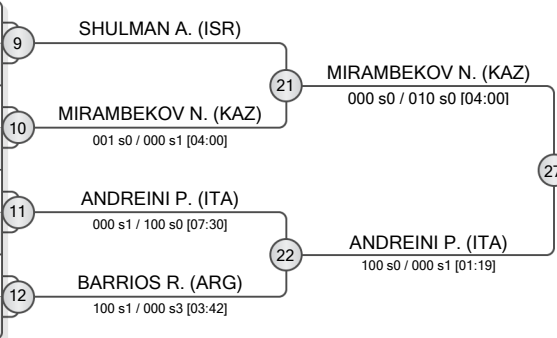 SHULMAN A. (ISR)
9
21
MIRAMBEKOV N. (KAZ)
000 s0 / 010 s0 [04:00]
MIRAMBEKOV N. (KAZ)
10
001 s0 / 000 s1 [04:00]
27
ANDREINI P. (ITA)
11
000 s1 / 100 s0 [07:30]
22
ANDREINI P. (ITA)
100 s0 / 000 s1 [01:19]
BARRIOS R. (ARG)
12
100 s1 / 000 s3 [03:42]